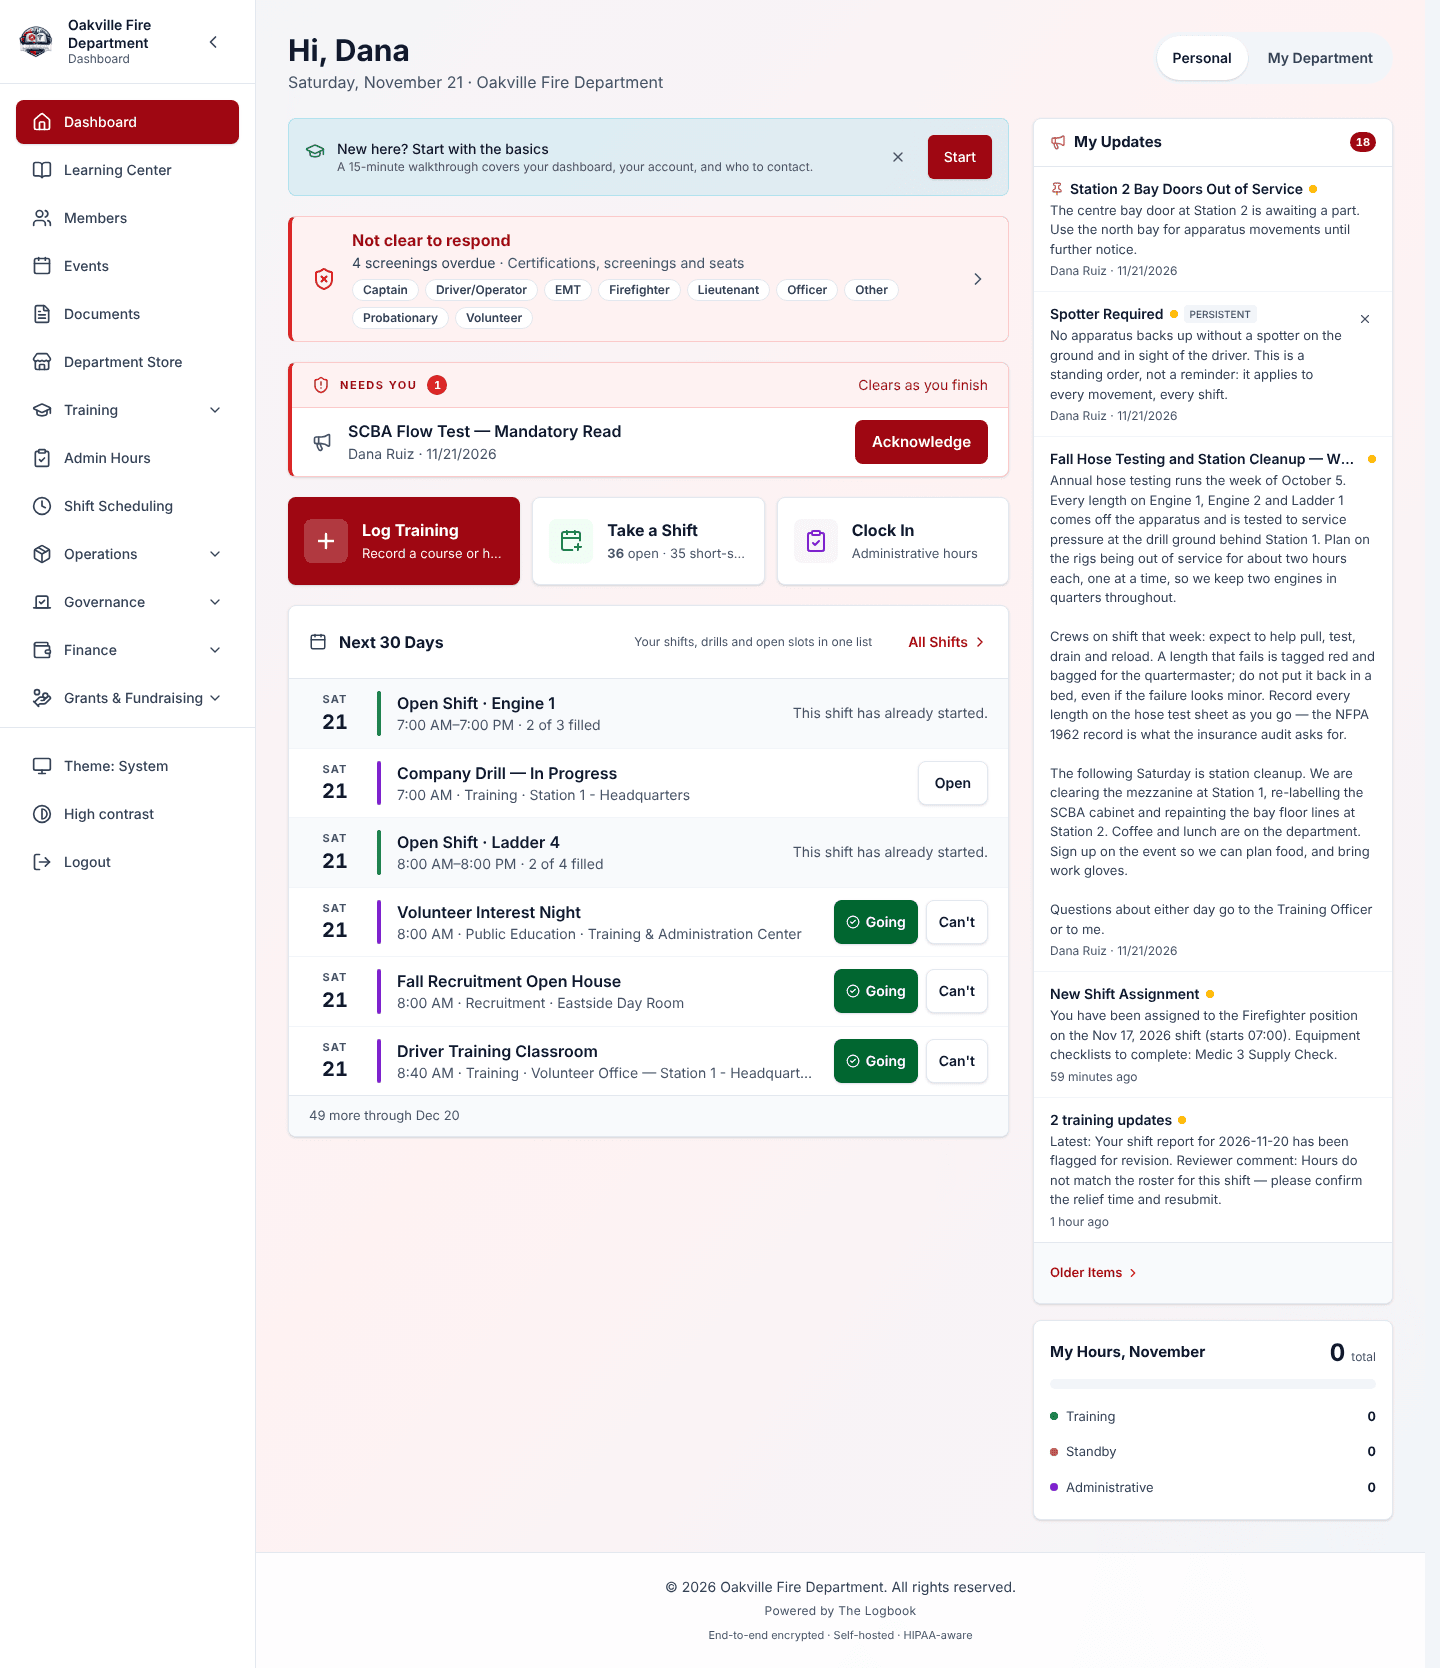 Oakville Fire
Department
Dashboard
Dashboard
Learning Center
Members
Events
Documents
Department Store
Training
Admin Hours
Shift Scheduling
Operations
Governance
Finance
Grants & Fundraising
Theme: System
High contrast
Logout
Hi, Dana
Saturday, November 21 · Oakville Fire Department
Personal
My Department
New here? Start with the basics
A 15-minute walkthrough covers your dashboard, your account, and who to contact.
Start
Not clear to respond
4 screenings overdue · Certifications, screenings and seats
Captain Driver/Operator EMT Firefighter Lieutenant Officer Other
Probationary Volunteer
NEEDS YOU 1
Clears as you finish
SCBA Flow Test — Mandatory Read
Dana Ruiz · 11/21/2026
Acknowledge
Log Training
Record a course or h...
Take a Shift
36 open · 35 short-s...
Clock In
Administrative hours
Next 30 Days
Your shifts, drills and open slots in one list
All Shifts
SAT
21
Open Shift · Engine 1
7:00 AM–7:00 PM · 2 of 3 filled
This shift has already started.
SAT
21
Company Drill — In Progress
7:00 AM · Training · Station 1 - Headquarters
Open
SAT
21
Open Shift · Ladder 4
8:00 AM–8:00 PM · 2 of 4 filled
This shift has already started.
SAT
21
Volunteer Interest Night
8:00 AM · Public Education · Training & Administration Center
Going
Can't
SAT
21
Fall Recruitment Open House
8:00 AM · Recruitment · Eastside Day Room
Going
Can't
SAT
21
Driver Training Classroom
8:40 AM · Training · Volunteer Office — Station 1 - Headquart...
Going
Can't
49 more through Dec 20
My Updates
18
Station 2 Bay Doors Out of Service
The centre bay door at Station 2 is awaiting a part.
Use the north bay for apparatus movements until
further notice.
Dana Ruiz · 11/21/2026
Spotter Required PERSISTENT
No apparatus backs up without a spotter on the
ground and in sight of the driver. This is a
standing order, not a reminder: it applies to
every movement, every shift.
Dana Ruiz · 11/21/2026
Fall Hose Testing and Station Cleanup — W...
Annual hose testing runs the week of October 5.
Every length on Engine 1, Engine 2 and Ladder 1
comes off the apparatus and is tested to service
pressure at the drill ground behind Station 1. Plan on
the rigs being out of service for about two hours
each, one at a time, so we keep two engines in
quarters throughout.
Crews on shift that week: expect to help pull, test,
drain and reload. A length that fails is tagged red and
bagged for the quartermaster; do not put it back in a
bed, even if the failure looks minor. Record every
length on the hose test sheet as you go — the NFPA
1962 record is what the insurance audit asks for.
The following Saturday is station cleanup. We are
clearing the mezzanine at Station 1, re-labelling the
SCBA cabinet and repainting the bay floor lines at
Station 2. Coffee and lunch are on the department.
Sign up on the event so we can plan food, and bring
work gloves.
Questions about either day go to the Training Officer
or to me.
Dana Ruiz · 11/21/2026
New Shift Assignment
You have been assigned to the Firefighter position
on the Nov 17, 2026 shift (starts 07:00). Equipment
checklists to complete: Medic 3 Supply Check.
59 minutes ago
2 training updates
Latest: Your shift report for 2026-11-20 has been
flagged for revision. Reviewer comment: Hours do
not match the roster for this shift — please confirm
the relief time and resubmit.
1 hour ago
Older Items
My Hours, November
0 total
Training 0
Standby 0
Administrative 0
© 2026 Oakville Fire Department. All rights reserved.
Powered by The Logbook
End-to-end encrypted · Self-hosted · HIPAA-aware